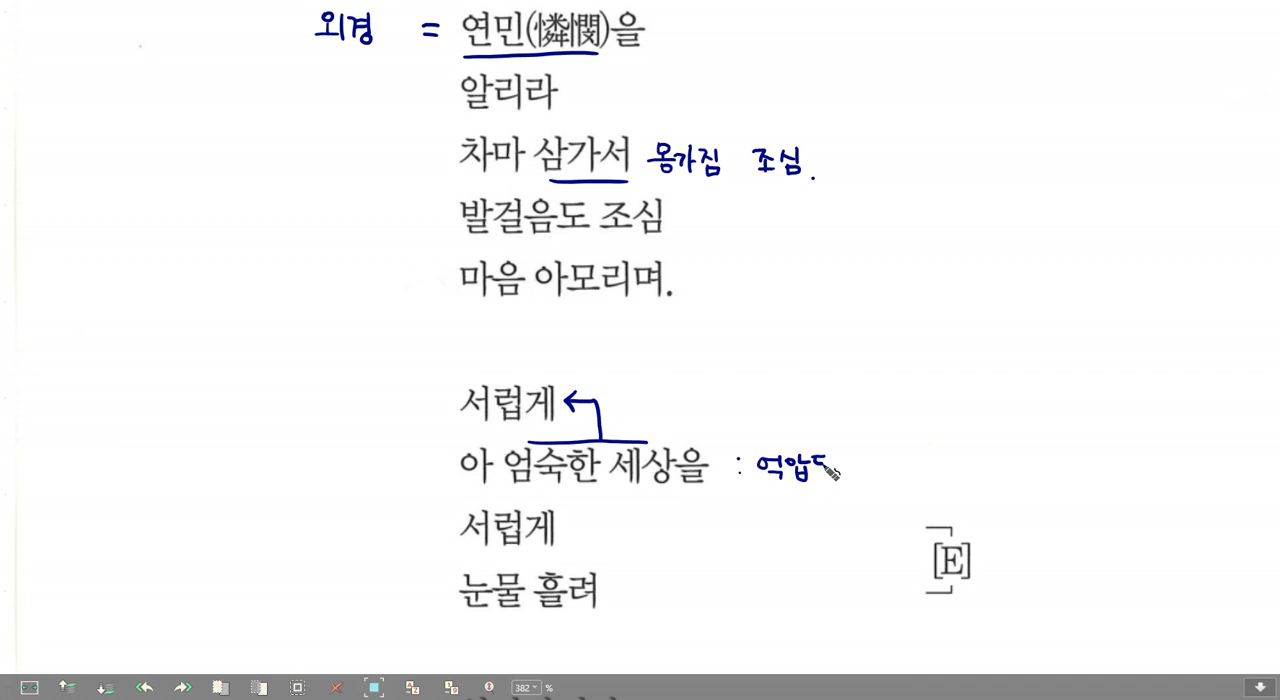 외경 = 연민(憐憫)을
알리라
차마 삼가서 몸가짐 조심.
발걸음도 조심
마음 아모리며.
서럽게
아 엄숙한 세상을 : 억압
서럽게
[E]
눈물 흘려
382 %